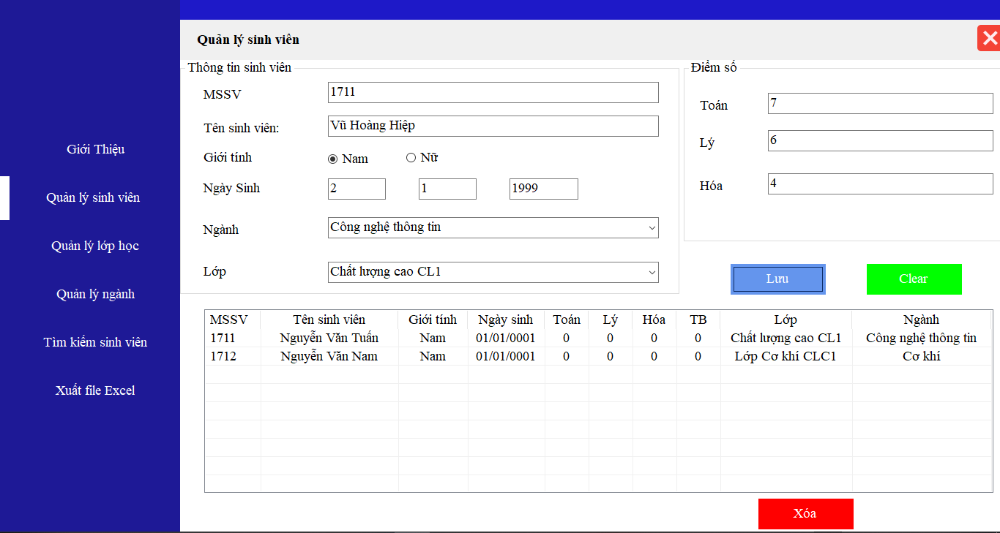 Giới Thiệu
Quản lý sinh viên
Quản lý lớp học
Quản lý ngành
Tìm kiếm sinh viên
Xuất file Excel
Quản lý sinh viên
Thông tin sinh viên
MSSV 1711
Tên sinh viên: Vũ Hoàng Hiệp
Giới tính Nam Nữ
Ngày Sinh 2 1 1999
Ngành Công nghệ thông tin
Lớp Chất lượng cao CL1
Điểm số
Toán 7
Lý 6
Hóa 4
Lưu Clear
MSSV Tên sinh viên Giới tính Ngày sinh Toán Lý Hóa TB Lớp Ngành
1711 Nguyễn Văn Tuấn Nam 01/01/0001 0 0 0 0 Chất lượng cao CL1 Công nghệ thông tin
1712 Nguyễn Văn Nam Nam 01/01/0001 0 0 0 0 Lớp Cơ khí CLC1 Cơ khí
Xóa